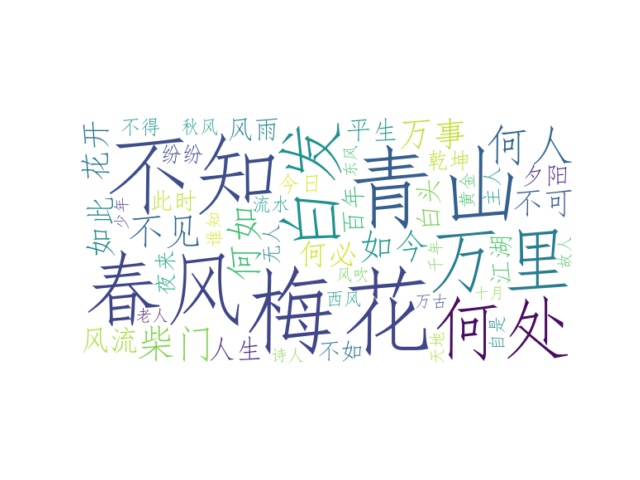 花开
不得
秋风
风雨
纷纷
不知
白发
东风
平生
万事
乾坤
何人
青山
黄金
主人
夕阳
不可
如此
少年
此时
不见
谁知
今日
流水
何如
无人
百年
白头
何必
如今
千年
万里
江湖
故人
夜来
春风
风吹
梅花
西风
万古
十月
老人
风流
柴门
人生
诗人
不如
天地
何处
自是